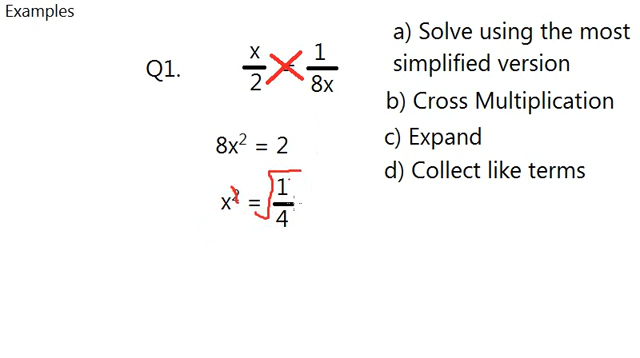 Examples
Q1. x/2 = 1/8x
8x² = 2
x² = √1/4
a) Solve using the most
simplified version
b) Cross Multiplication
c) Expand
d) Collect like terms